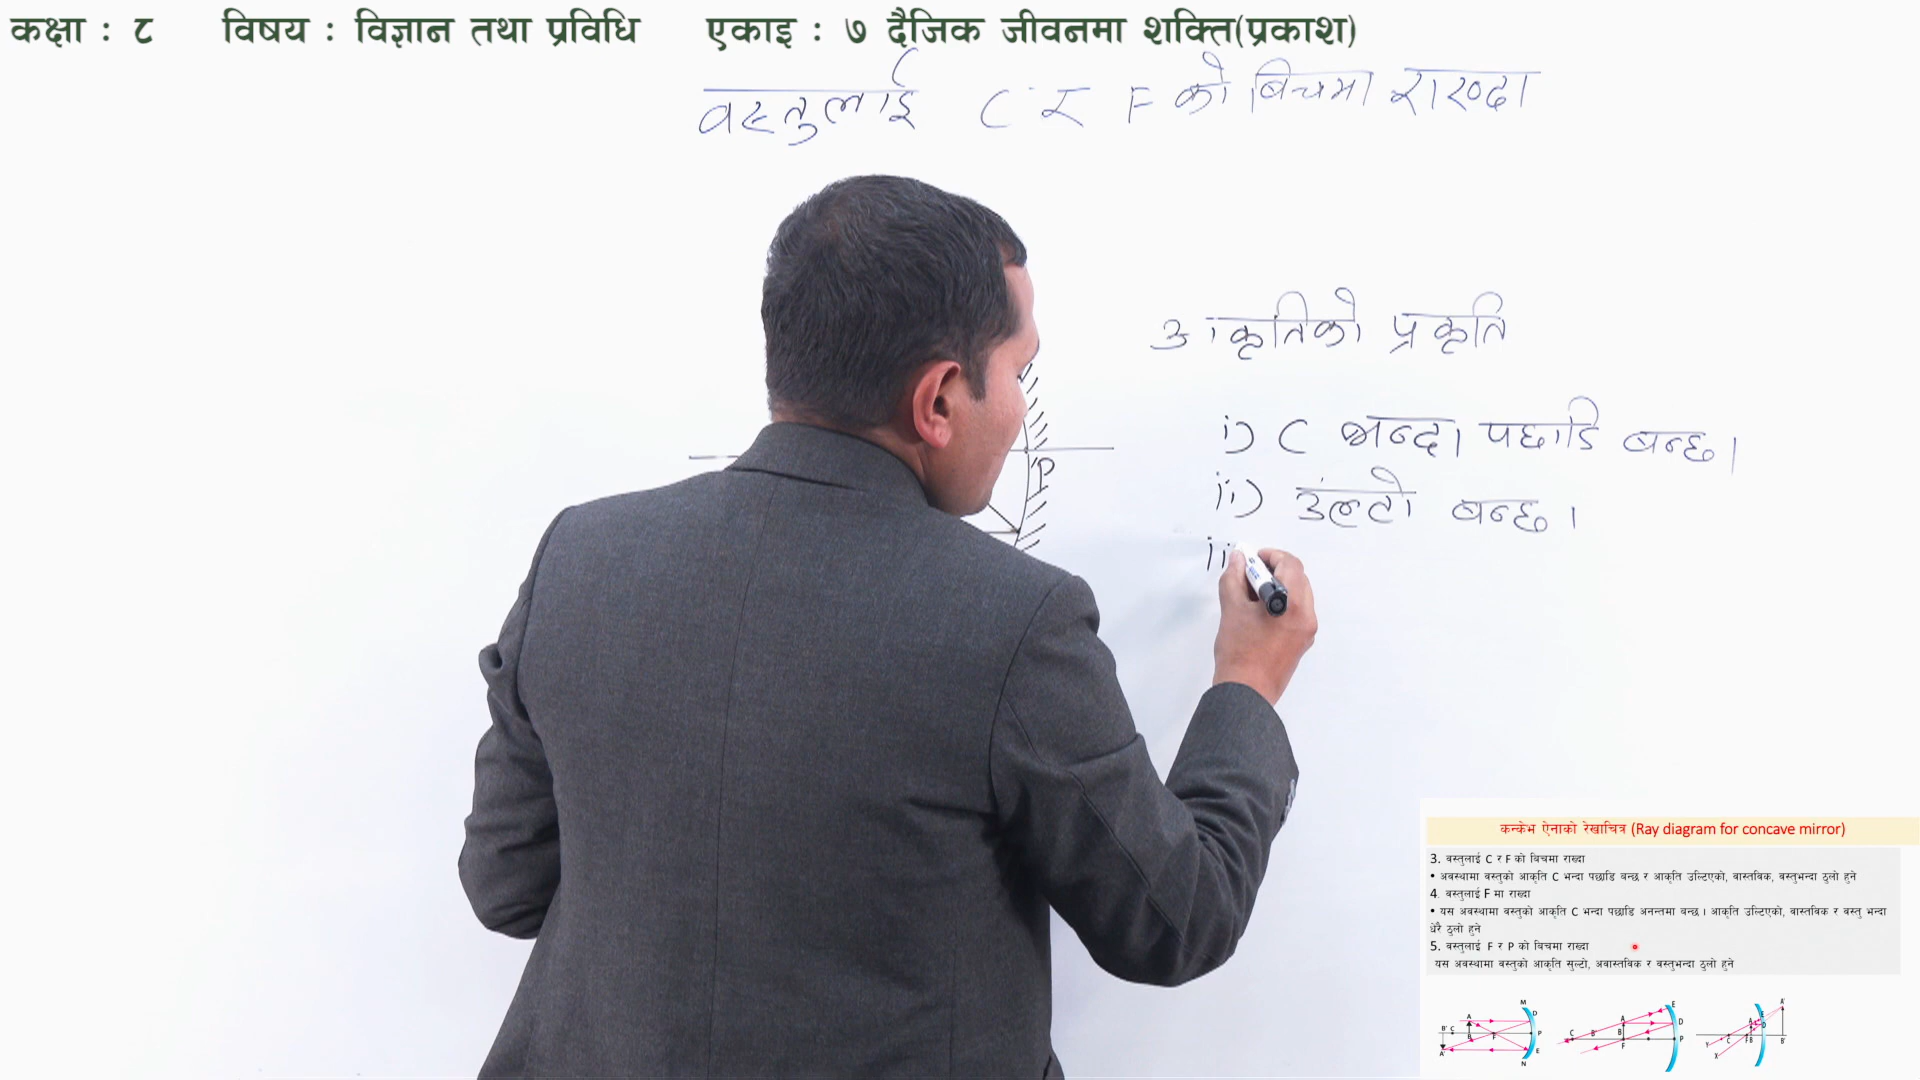 कक्षा : ८ विषय : विज्ञान तथा प्रविधि एकाइ : ७ दैजिक जीवनमा शक्ति(प्रकाश)
वस्तुलाई C र F को बिचमा राख्दा
आकृतिको प्रकृति
i) C भन्दा पछाडि बन्छ।
ii) उल्टो बन्छ।
ii
P
कन्केभ ऐनाको रेखाचित्र (Ray diagram for concave mirror)
3. वस्तुलाई C र F को बिचमा राख्दा
• अवस्थामा वस्तुको आकृति C भन्दा पछाडि बन्छ र आकृति उल्टिएको, वास्तविक, वस्तुभन्दा ठुलो हुने
4. वस्तुलाई F मा राख्दा
• यस अवस्थामा वस्तुको आकृति C भन्दा पछाडि अनन्तमा बन्छ। आकृति उल्टिएको, वास्तविक र वस्तु भन्दा
धेरै ठुलो हुने
5. वस्तुलाई F र P को बिचमा राख्दा
यस अवस्थामा वस्तुको आकृति सुल्टो, अवास्तविक र वस्तुभन्दा ठुलो हुने
M
A D
B' C B F P
A' E
N
E
A D
C B B P
F
A'
A E D
Y C F B B'
X